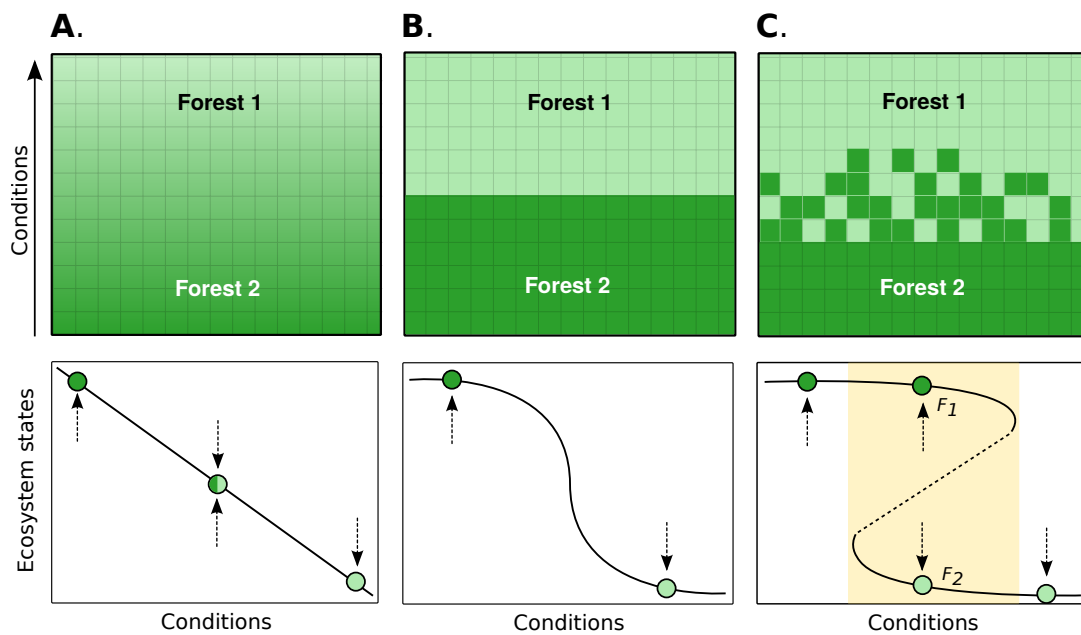 A.
B.
C.
Conditions
Forest 1
Forest 2
Forest 1
Forest 2
Forest 1
Forest 2
Ecosystem states
F1
F2
Conditions
Conditions
Conditions